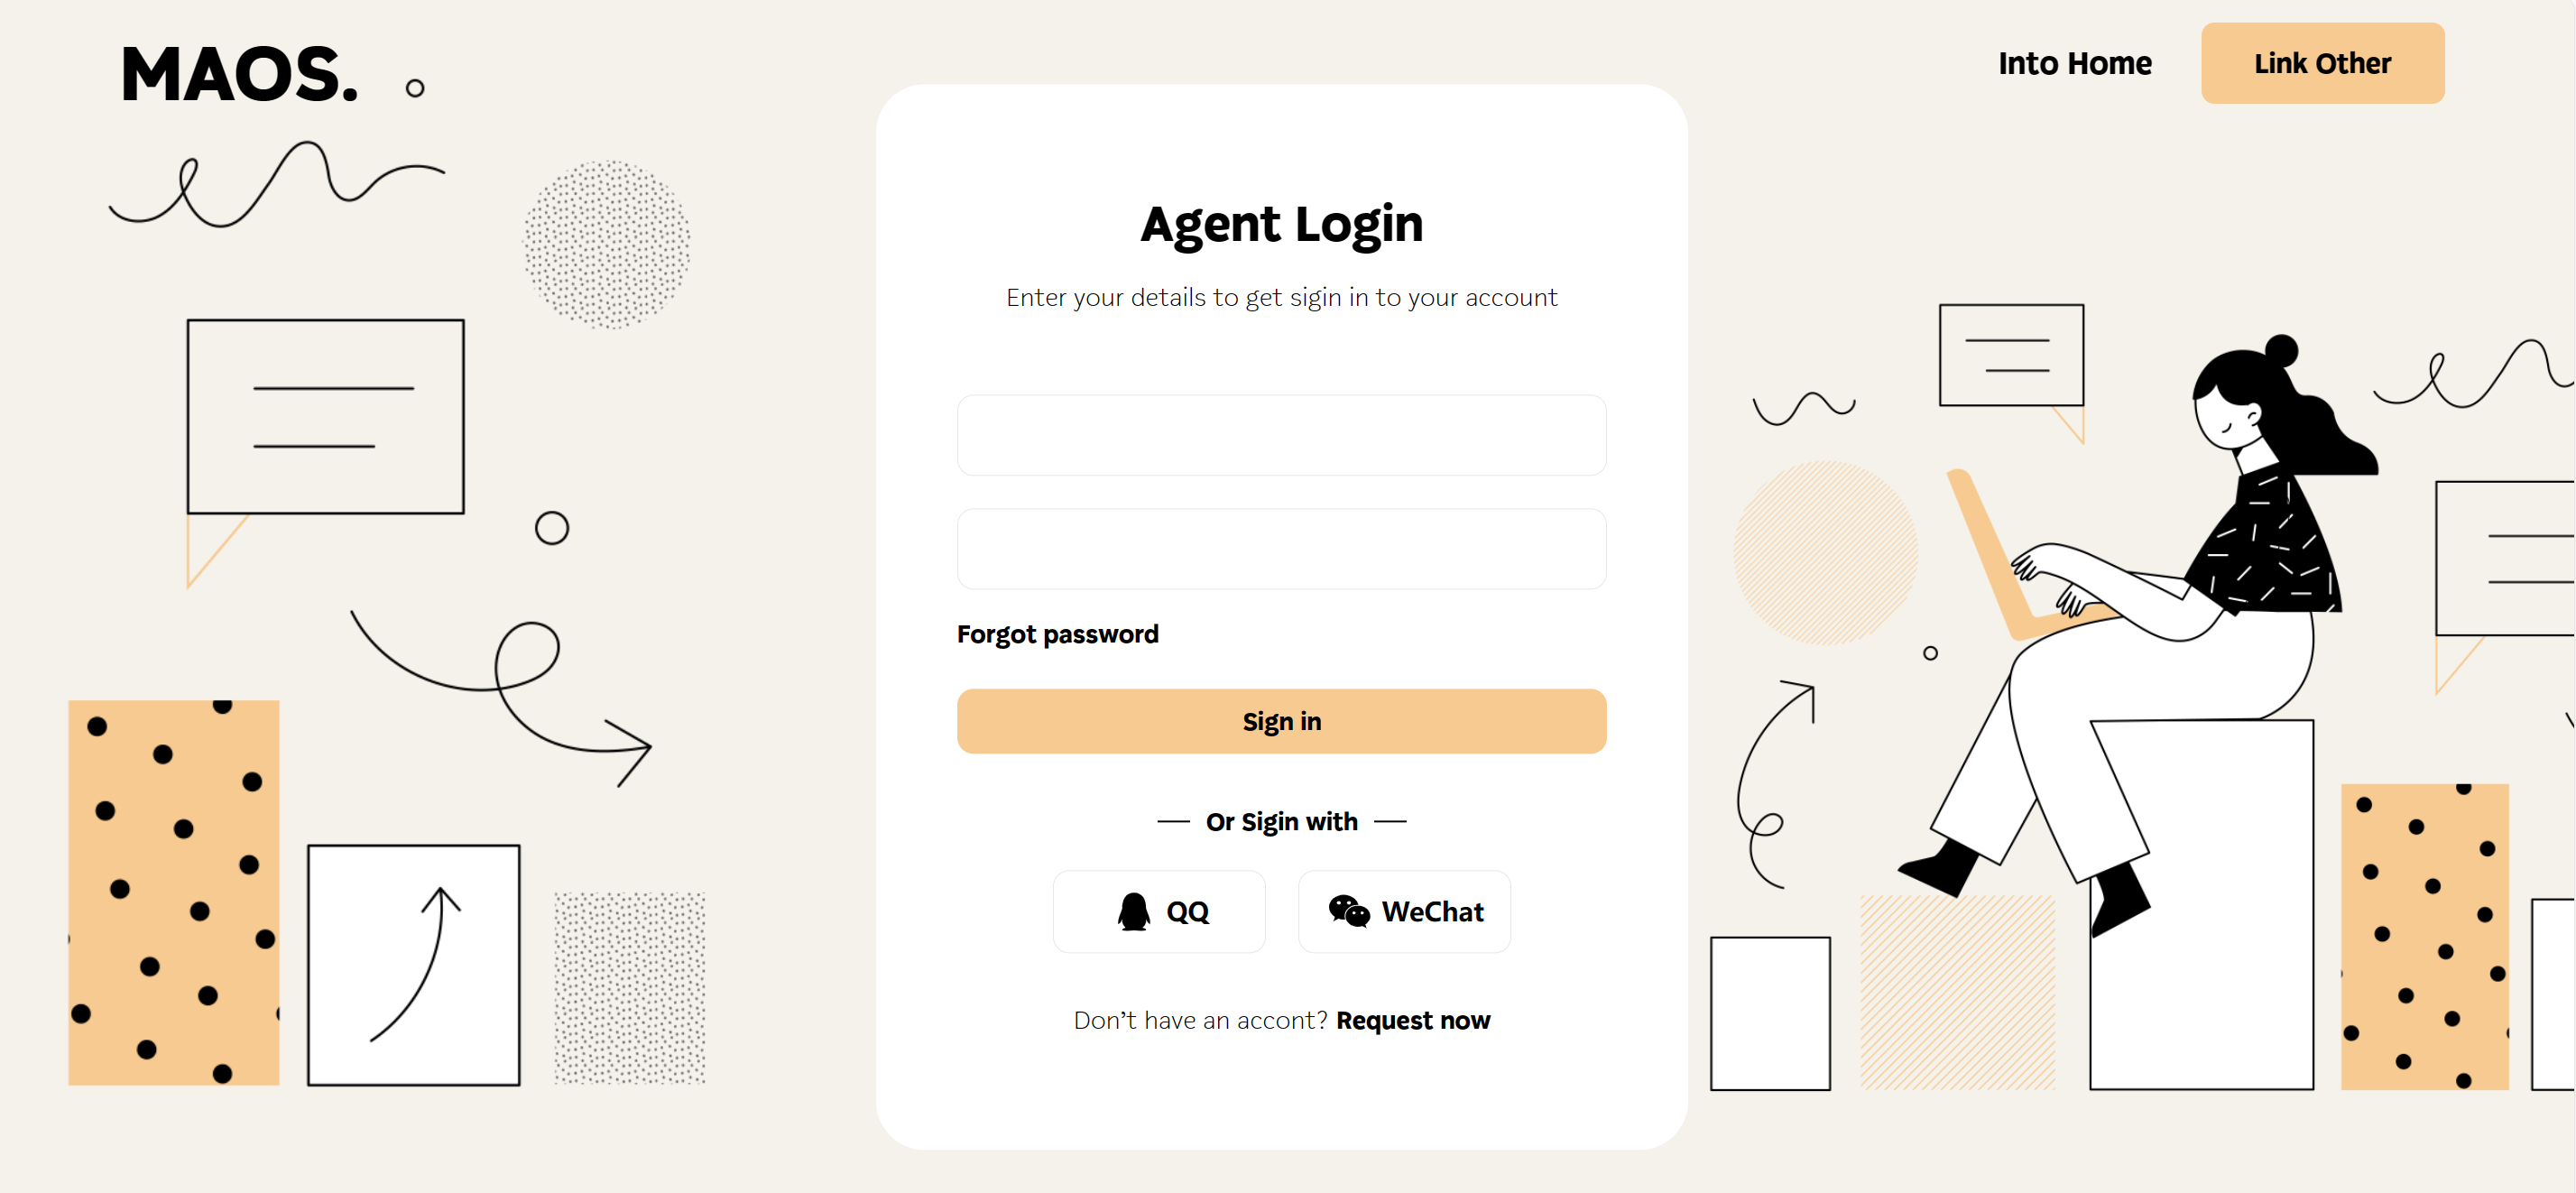 MAOS.
Into Home
Link Other
Agent Login
Enter your details to get sigin in to your account
Forgot password
Sign in
Or Sigin with
QQ
WeChat
Don’t have an accont? Request now